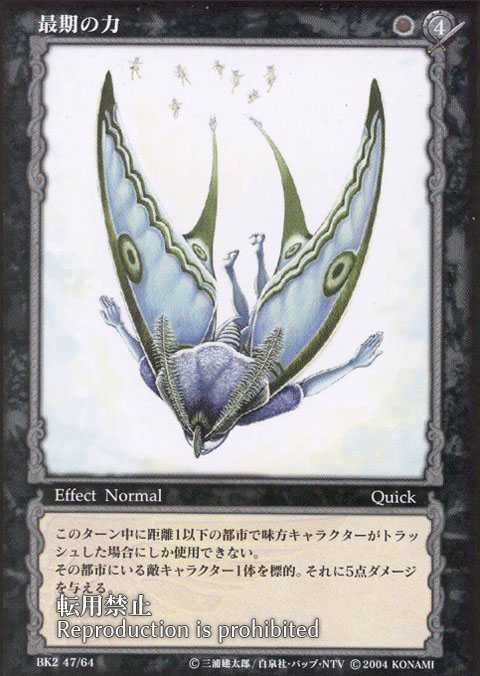 最期の力
4
Effect Normal Quick
このターン中に距離1以下の都市で味方キャラクターがトラッ
シュした場合にしか使用できない。
その都市にいる敵キャラクター1体を標的。それに5点ダメージ
を与える。
転用禁止
Reproduction is prohibited
BK2 47/64 ©三浦建太郎/白泉社・バップ・NTV ©2004 KONAMI